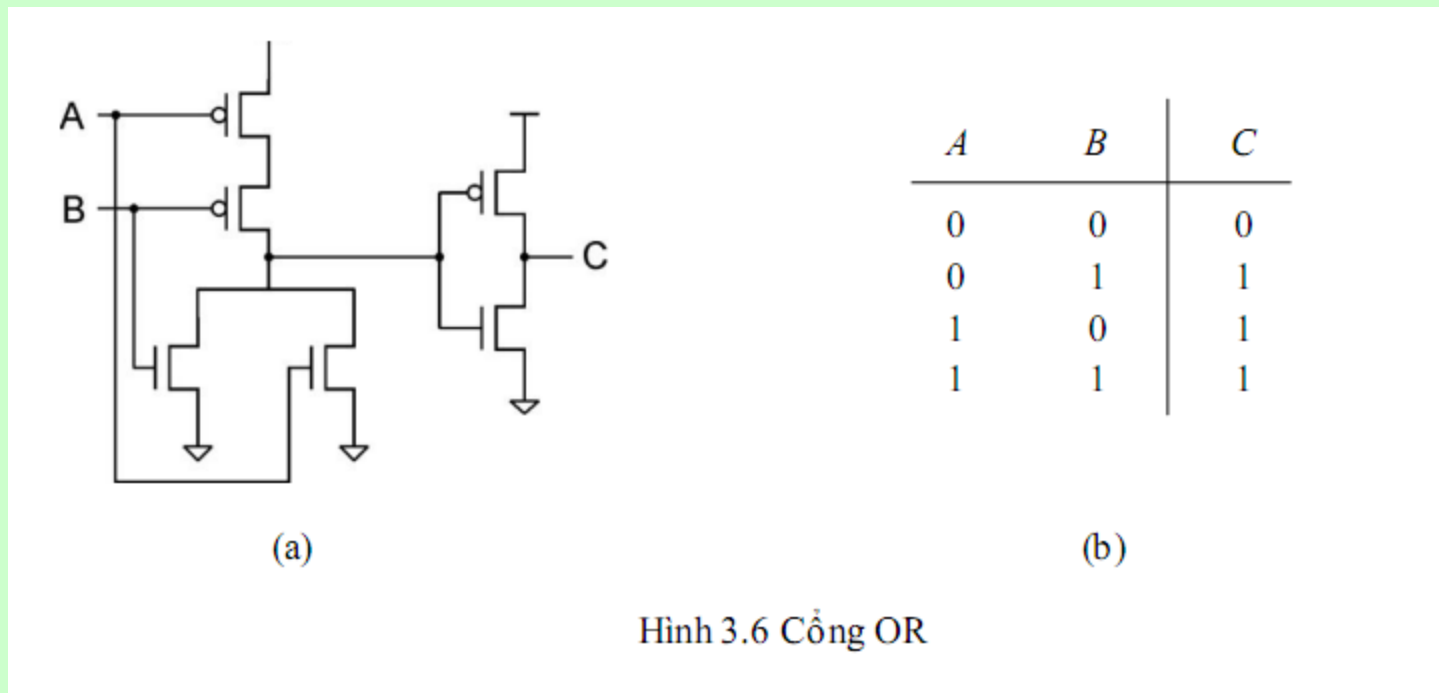 A
B
C
A B C
0 0 0
0 1 1
1 0 1
1 1 1
(a)
(b)
Hình 3.6 Cổng OR